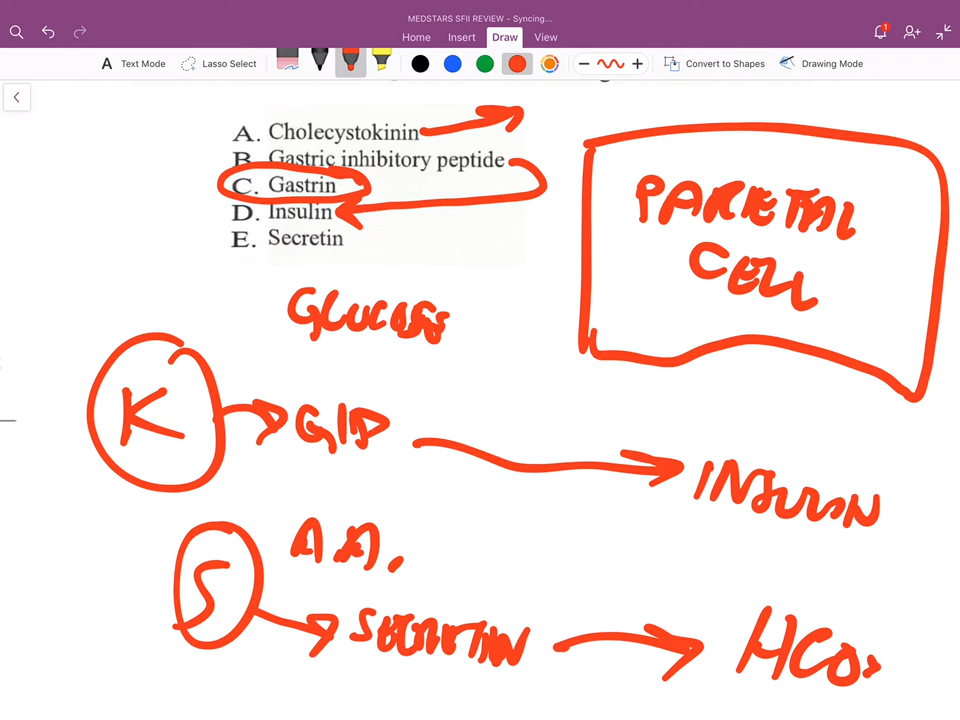 MEDSTARS SFII REVIEW - Syncing...
Home Insert Draw View
1
A Text Mode Lasso Select Convert to Shapes Drawing Mode
A. Cholecystokinin
B. Gastric inhibitory peptide
C. Gastrin
D. Insulin
E. Secretin
PARIETAL
CELL
GLUCOSE
K GIP INSULIN
A.A.
S SECRETIN HCO3